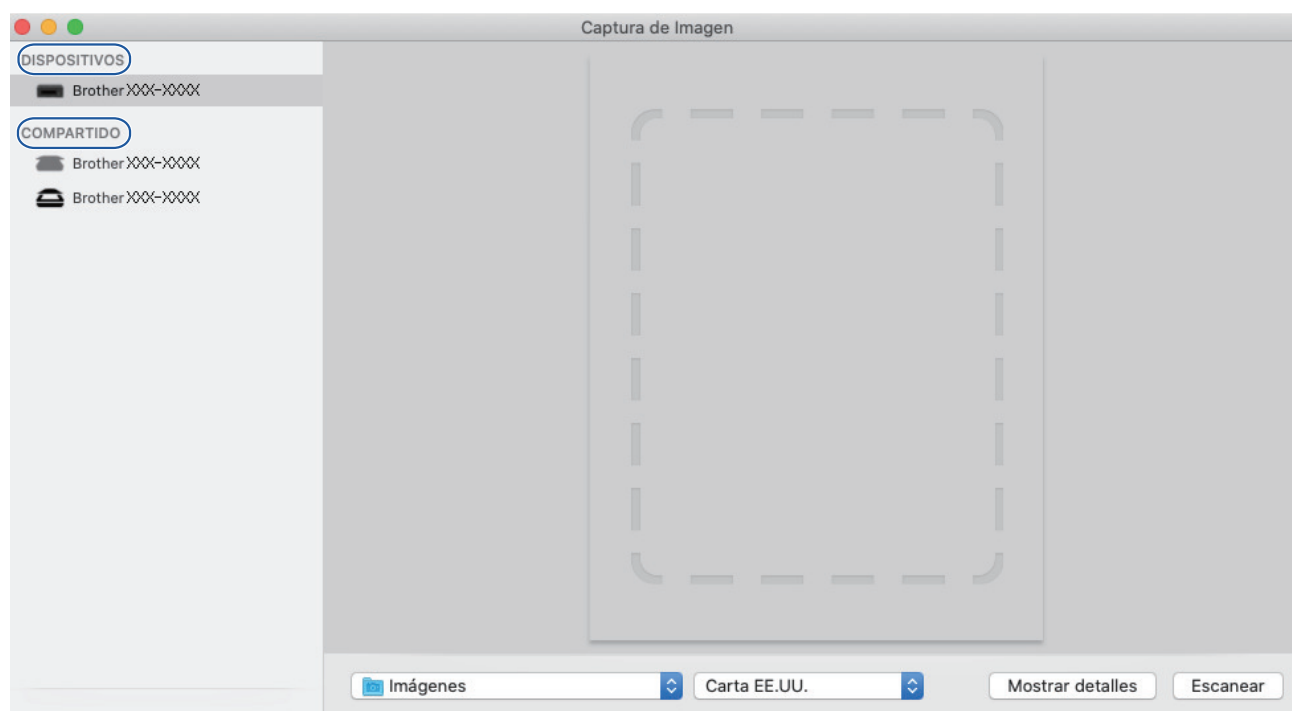 Captura de Imagen
DISPOSITIVOS
Brother XXX-XXXX
COMPARTIDO
Brother XXX-XXXX
Brother XXX-XXXX
Imágenes
Carta EE.UU.
Mostrar detalles
Escanear